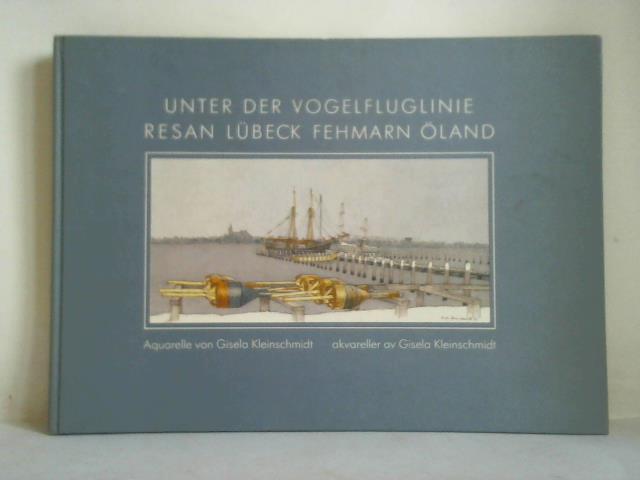 UNTER DER VOGELFLUGLINIE
RESAN LÜBECK FEHMARN ÖLAND
Aquarelle von Gisela Kleinschmidt akvareller av Gisela Kleinschmidt